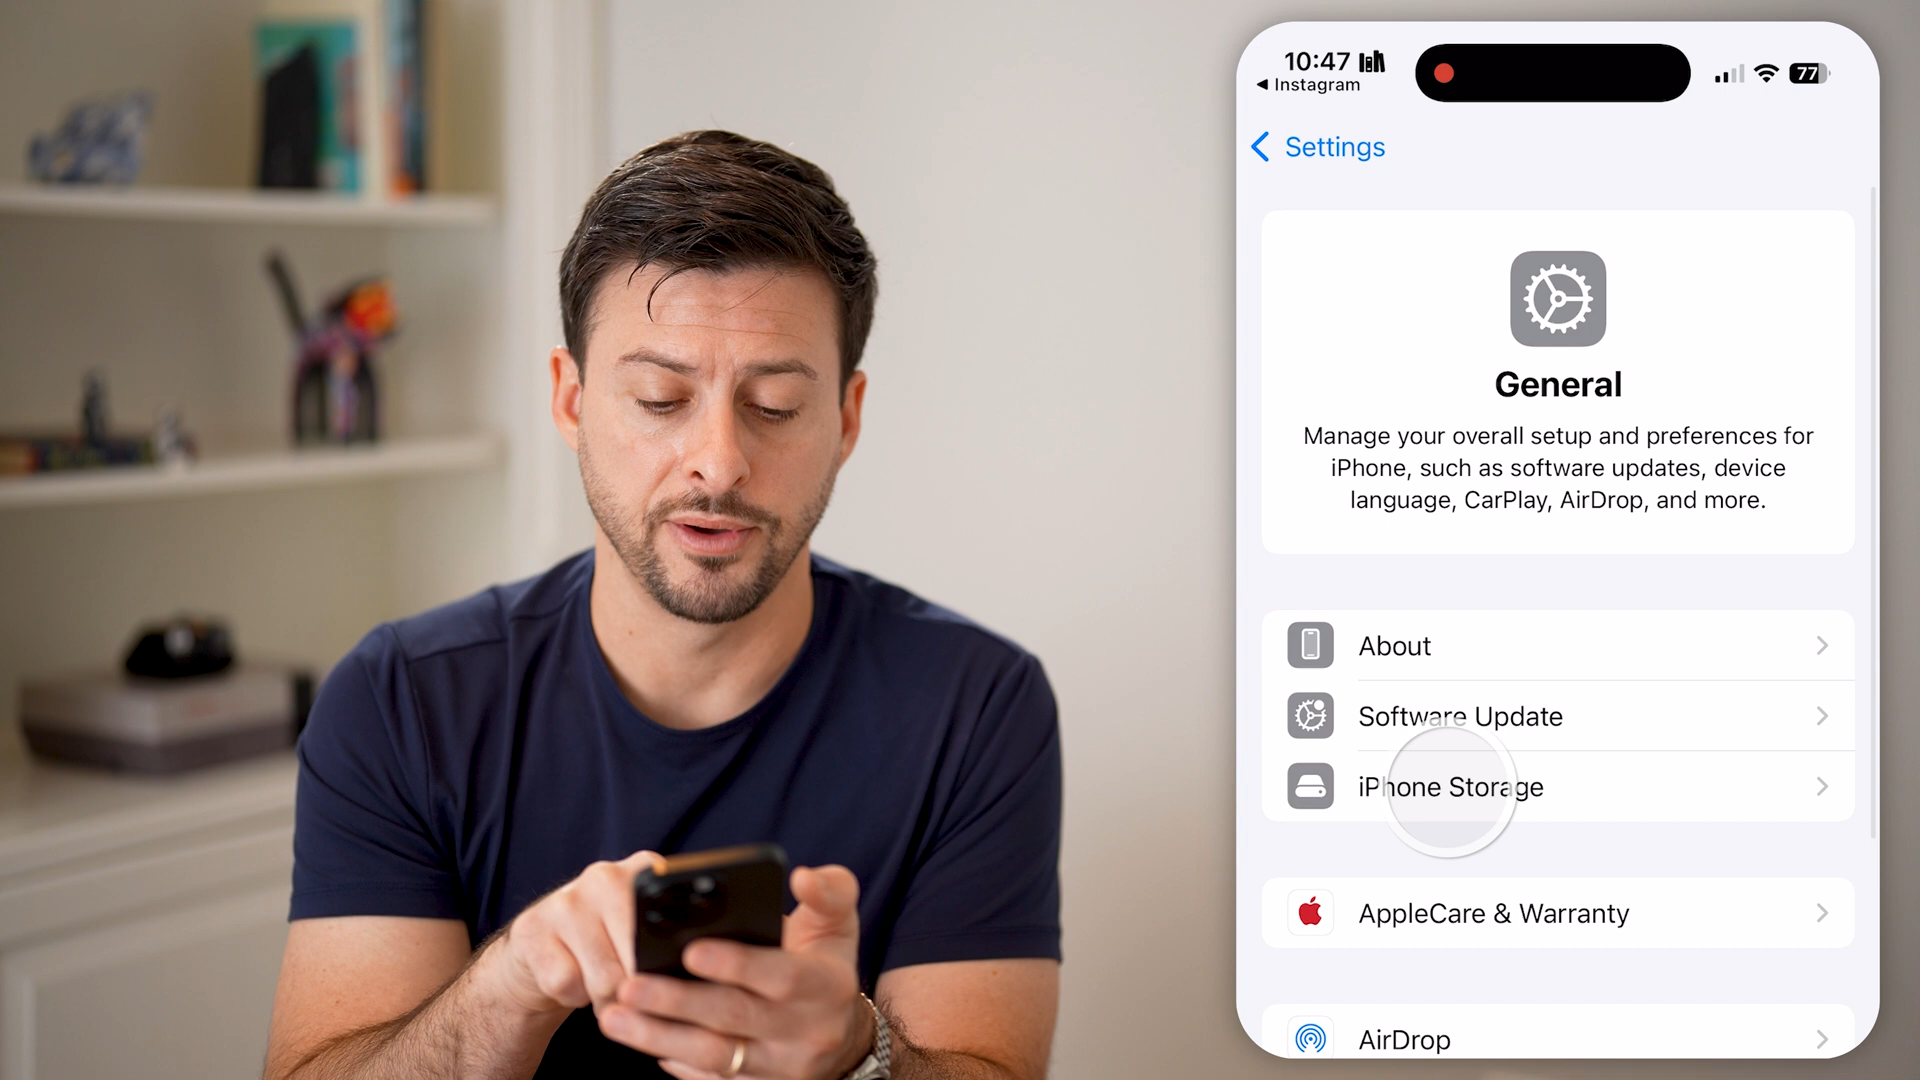 10:47
77
◀ Instagram
Settings
General
Manage your overall setup and preferences for
iPhone, such as software updates, device
language, CarPlay, AirDrop, and more.
About
Software Update
iPhone Storage
AppleCare & Warranty
AirDrop